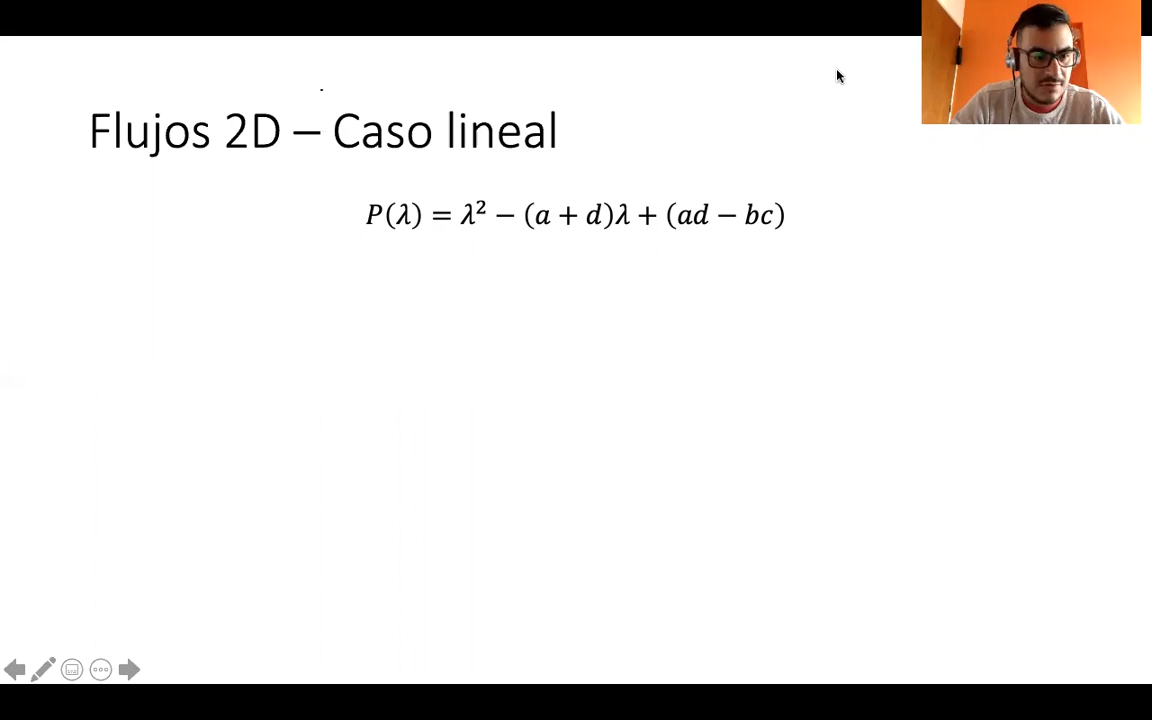 Flujos 2D – Caso lineal
P(λ) = λ² − (a + d)λ + (ad − bc)